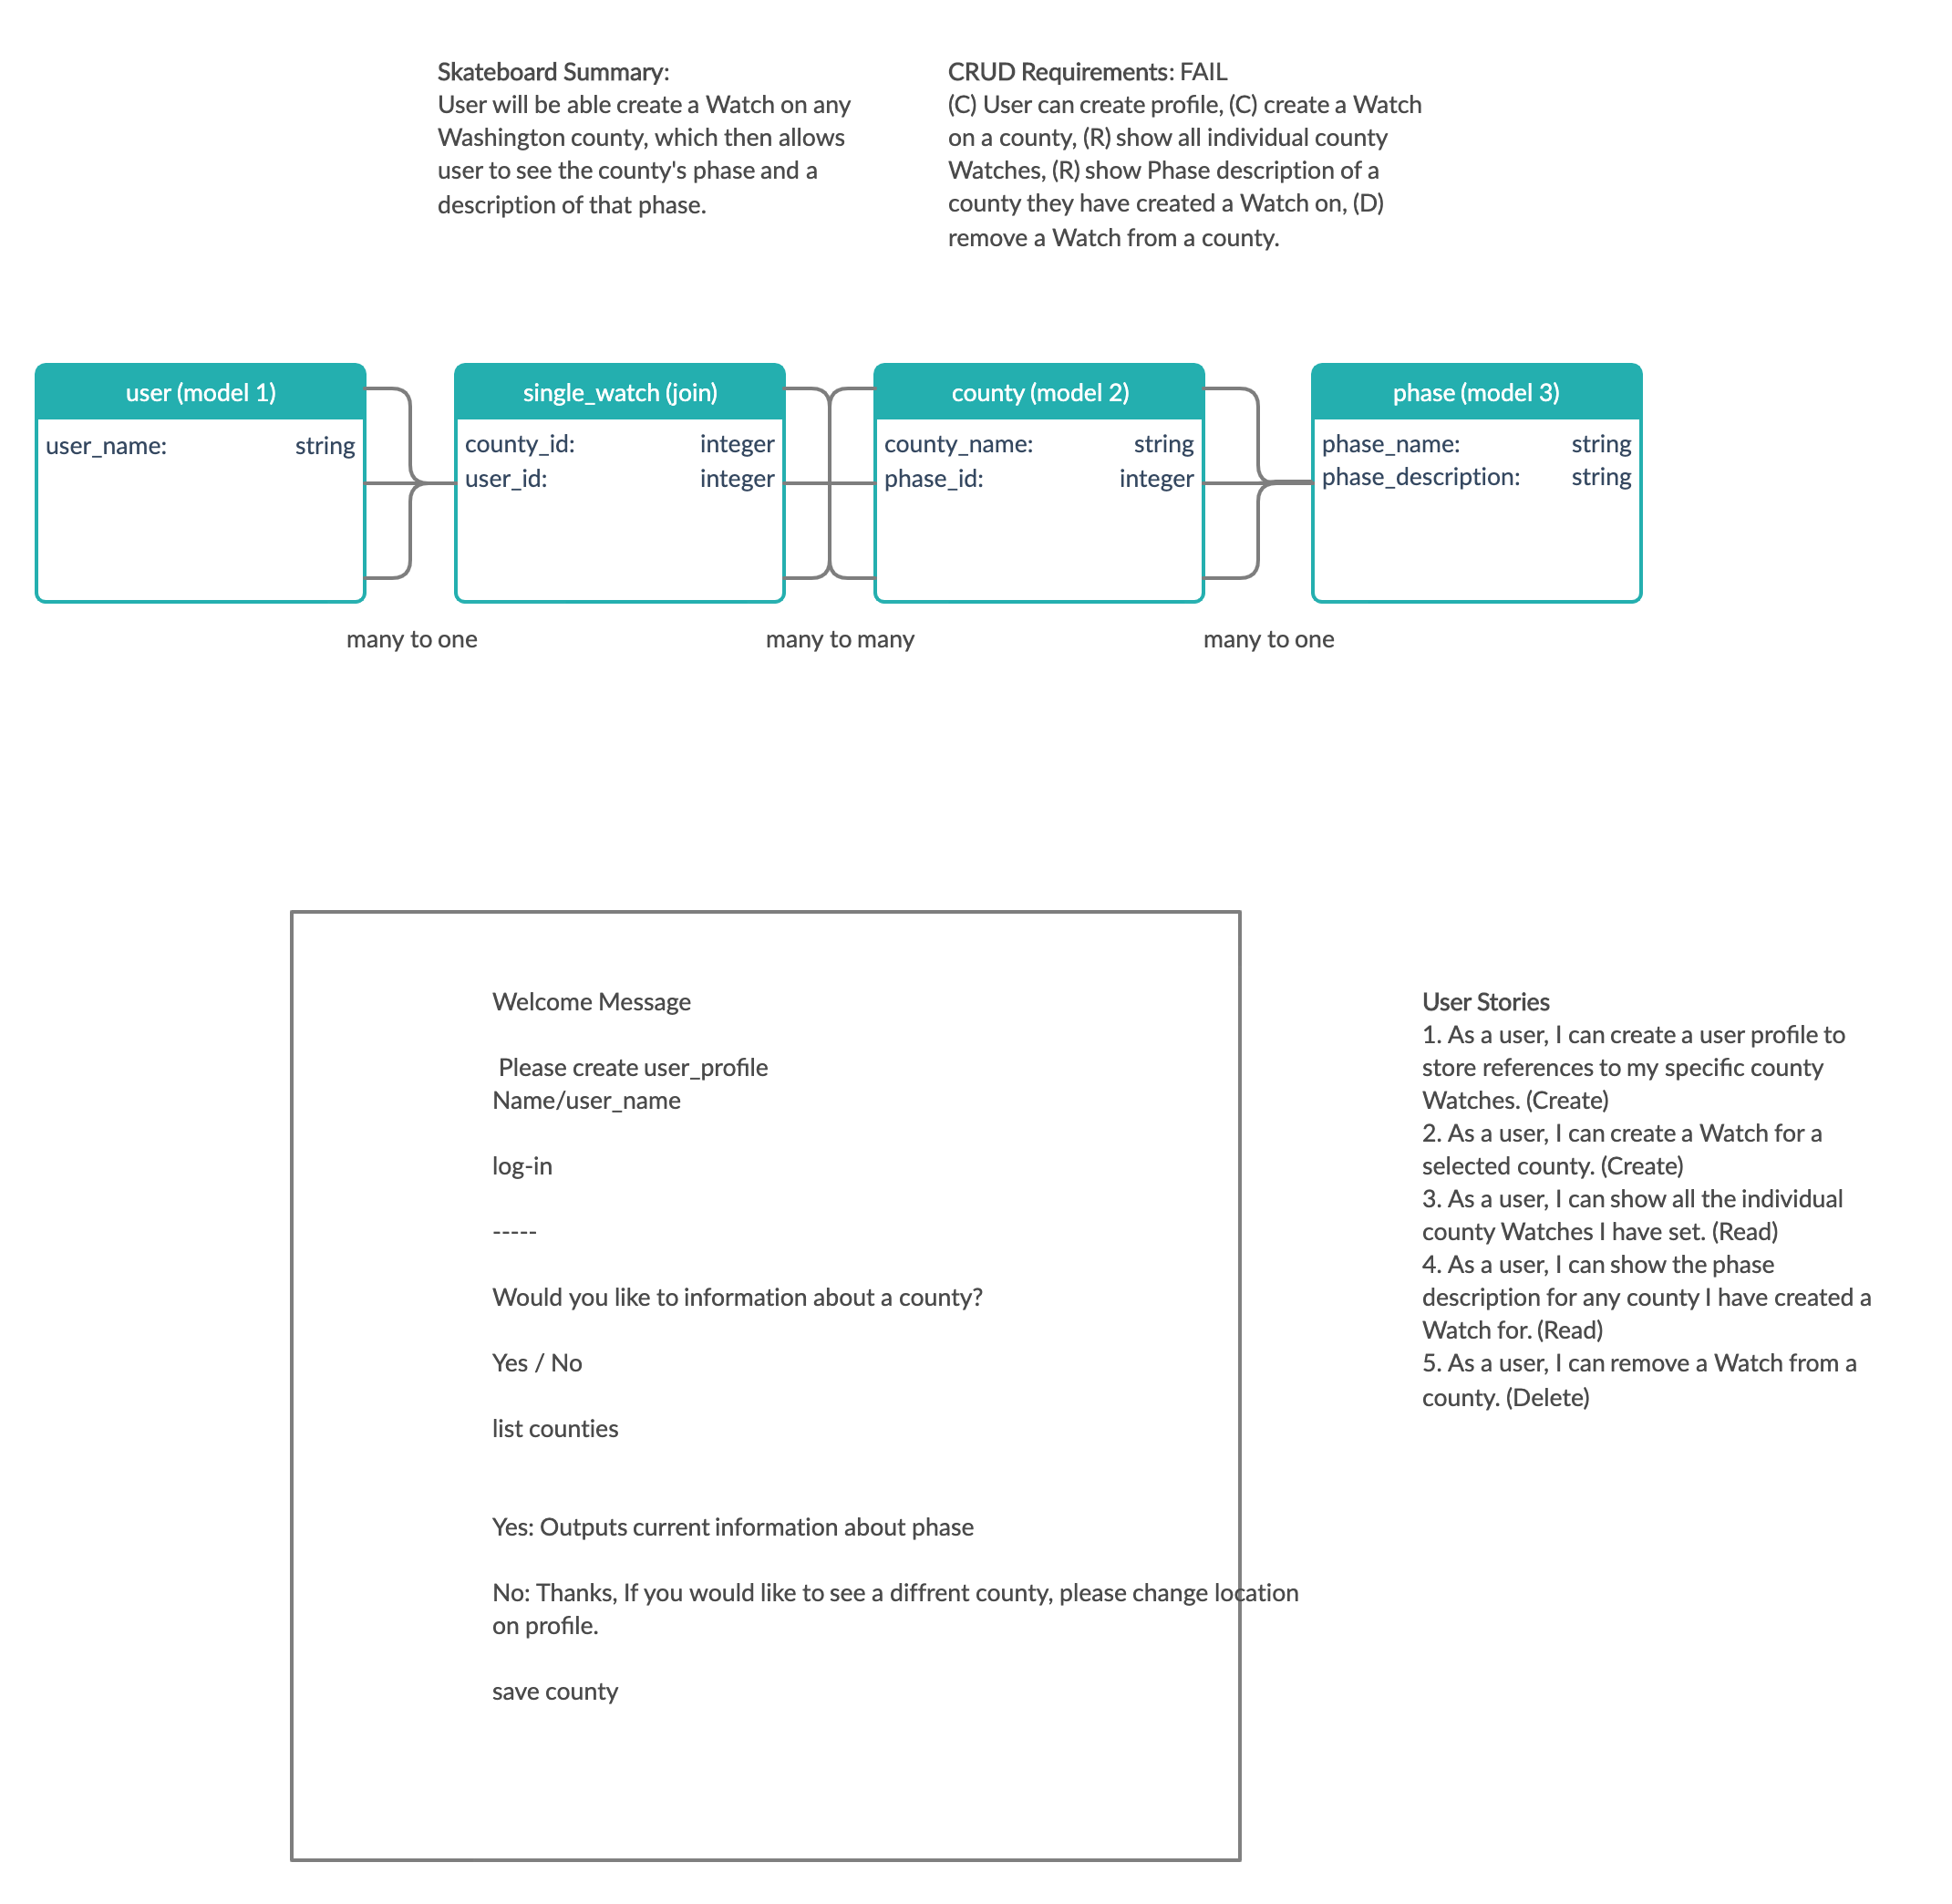 Skateboard Summary:
User will be able create a Watch on any
Washington county, which then allows
user to see the county's phase and a
description of that phase.
CRUD Requirements: FAIL
(C) User can create profile, (C) create a Watch
on a county, (R) show all individual county
Watches, (R) show Phase description of a
county they have created a Watch on, (D)
remove a Watch from a county.
user (model 1)
user_name: string
single_watch (join)
county_id: integer
user_id: integer
county (model 2)
county_name: string
phase_id: integer
phase (model 3)
phase_name: string
phase_description: string
many to one
many to many
many to one
Welcome Message
Please create user_profile
Name/user_name
log-in
-----
Would you like to information about a county?
Yes / No
list counties
Yes: Outputs current information about phase
No: Thanks, If you would like to see a diffrent county, please change location
on profile.
save county
User Stories
1. As a user, I can create a user profile to
store references to my specific county
Watches. (Create)
2. As a user, I can create a Watch for a
selected county. (Create)
3. As a user, I can show all the individual
county Watches I have set. (Read)
4. As a user, I can show the phase
description for any county I have created a
Watch for. (Read)
5. As a user, I can remove a Watch from a
county. (Delete)